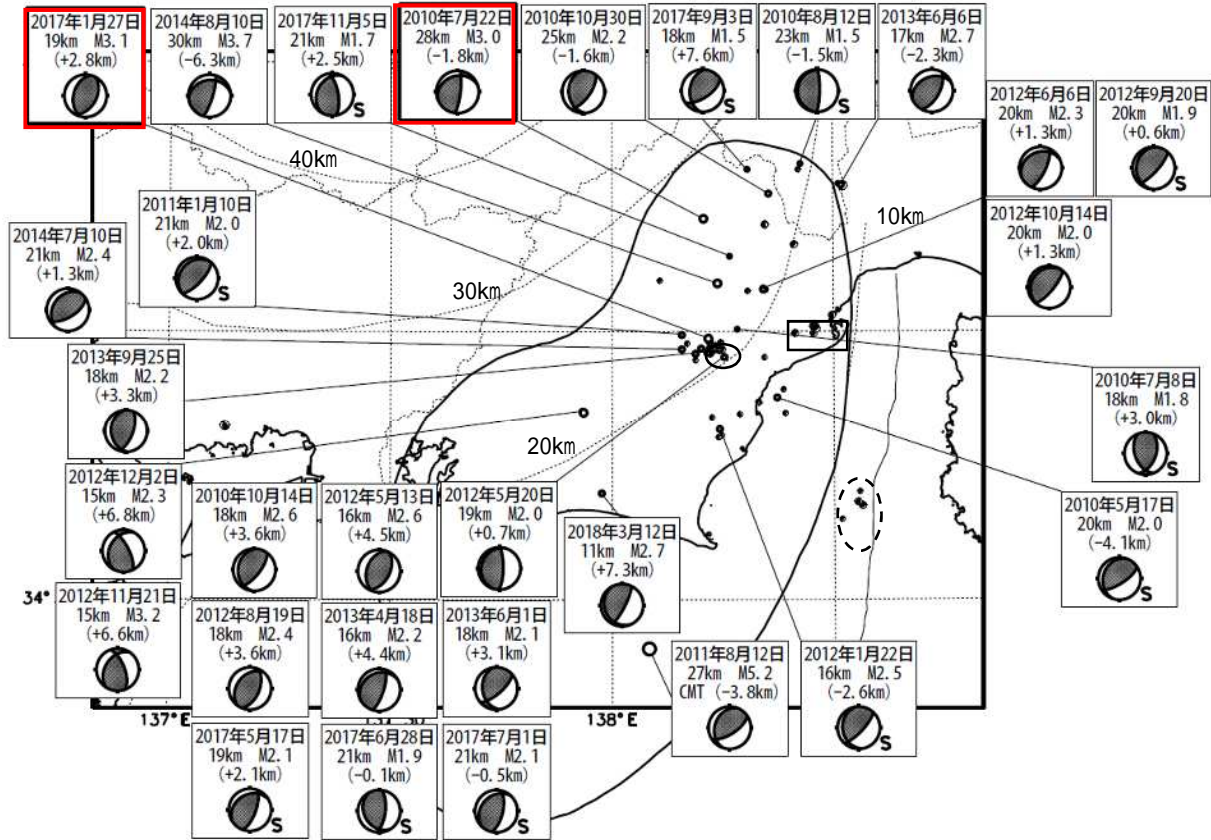 2017年1月27日
19km M3.1
(+2.8km)
2014年8月10日
30km M3.7
(−6.3km)
2017年11月5日
21km M1.7
(+2.5km)
S
2010年7月22日
28km M3.0
(−1.8km)
2010年10月30日
25km M2.2
(−1.6km)
2017年9月3日
18km M1.5
(+7.6km)
S
2010年8月12日
23km M1.5
(−1.5km)
S
2013年6月6日
17km M2.7
(−2.3km)
2012年6月6日
20km M2.3
(+1.3km)
2012年9月20日
20km M1.9
(+0.6km)
S
40km
2011年1月10日
21km M2.0
(+2.0km)
S
10km
2012年10月14日
20km M2.0
(+1.3km)
2014年7月10日
21km M2.4
(+1.3km)
30km
2013年9月25日
18km M2.2
(+3.3km)
2010年7月8日
18km M1.8
(+3.0km)
S
20km
2012年12月2日
15km M2.3
(+6.8km)
2010年10月14日
18km M2.6
(+3.6km)
2012年5月13日
16km M2.6
(+4.5km)
2012年5月20日
19km M2.0
(+0.7km)
2018年3月12日
11km M2.7
(+7.3km)
2010年5月17日
20km M2.0
(−4.1km)
S
34°
2012年11月21日
15km M3.2
(+6.6km)
2012年8月19日
18km M2.4
(+3.6km)
2013年4月18日
16km M2.2
(+4.4km)
2013年6月1日
18km M2.1
(+3.1km)
2011年8月12日
27km M5.2
CMT (−3.8km)
2012年1月22日
16km M2.5
(−2.6km)
S
137°E
138°E
2017年5月17日
19km M2.1
(+2.1km)
S
2017年6月28日
21km M1.9
(−0.1km)
S
2017年7月1日
21km M2.1
(−0.5km)
S